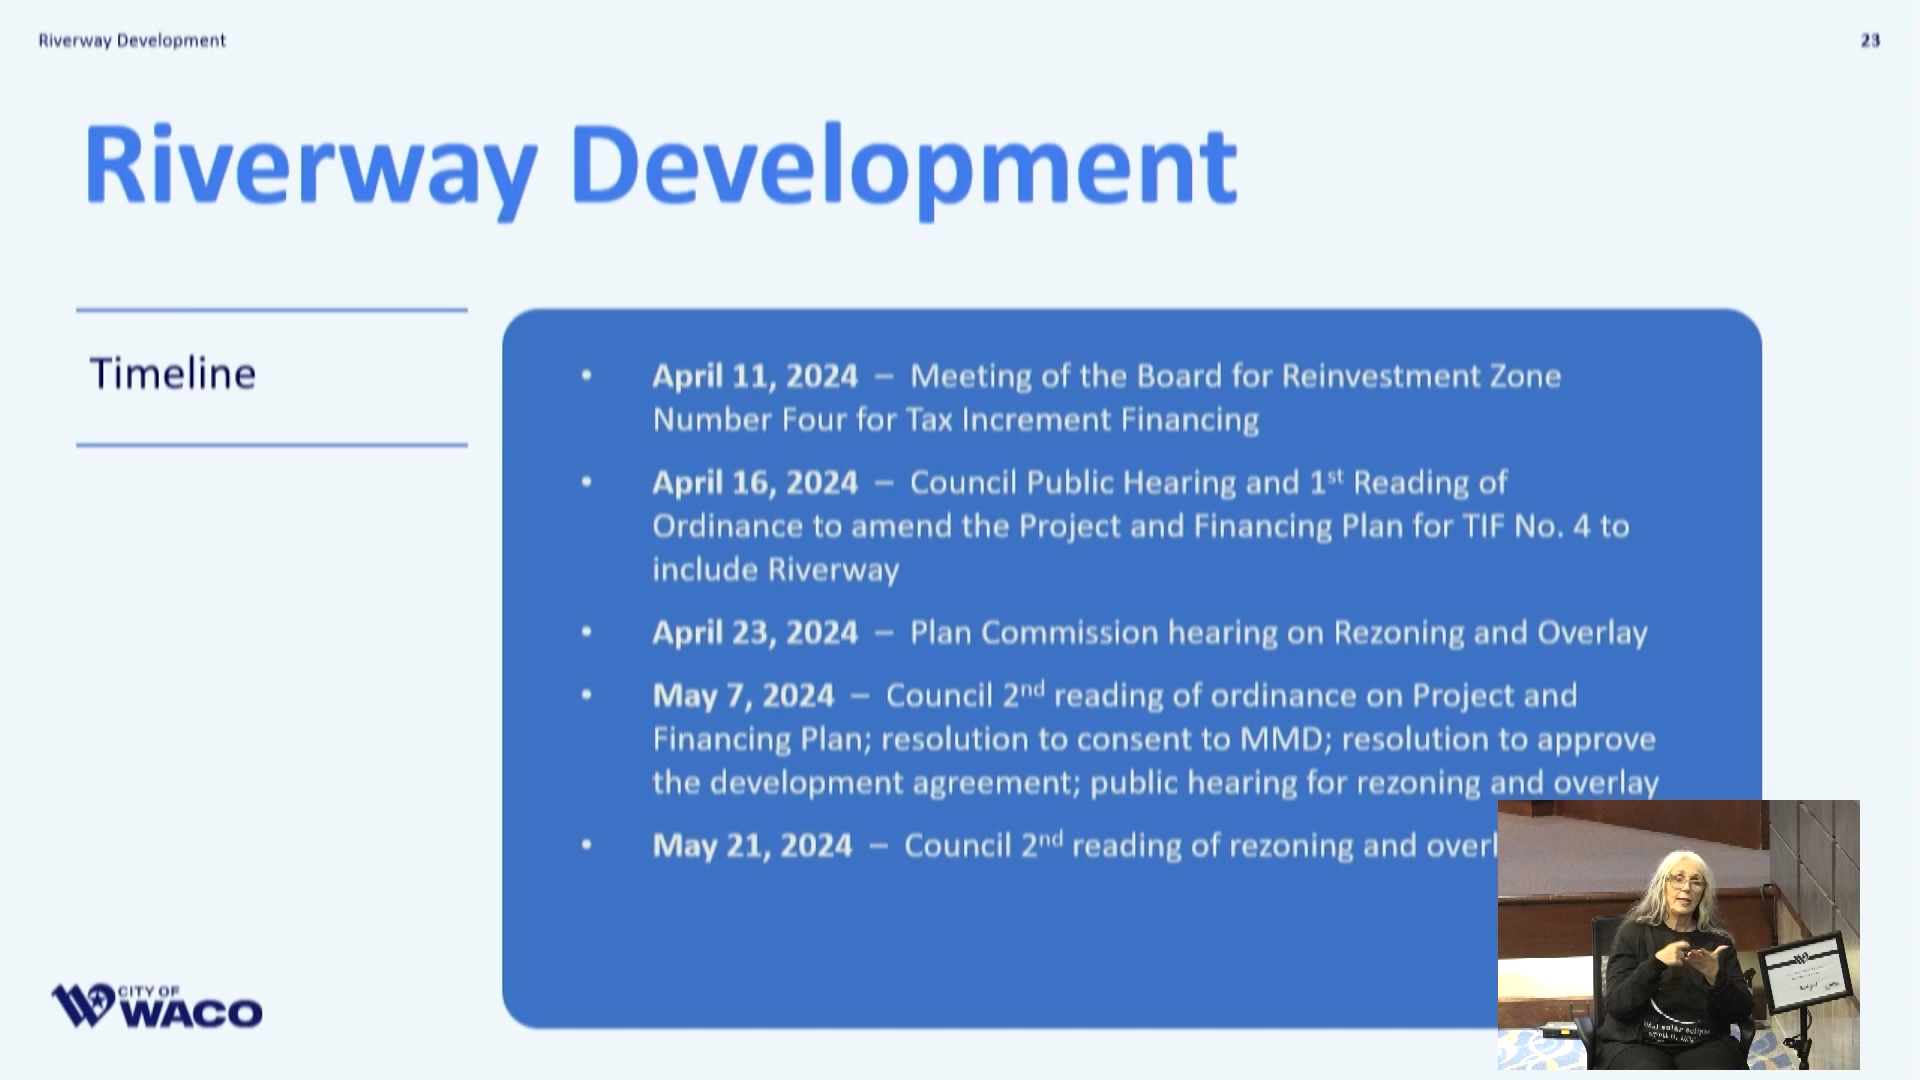 Riverway Development
23
Riverway Development
Timeline
• April 11, 2024 – Meeting of the Board for Reinvestment Zone
Number Four for Tax Increment Financing
• April 16, 2024 – Council Public Hearing and 1st Reading of
Ordinance to amend the Project and Financing Plan for TIF No. 4 to
include Riverway
• April 23, 2024 – Plan Commission hearing on Rezoning and Overlay
• May 7, 2024 – Council 2nd reading of ordinance on Project and
Financing Plan; resolution to consent to MMD; resolution to approve
the development agreement; public hearing for rezoning and overlay
• May 21, 2024 – Council 2nd reading of rezoning and overl
CITY OF
WACO
total solar eclipse